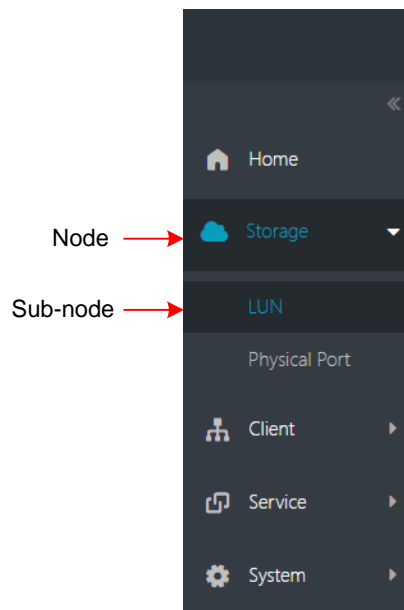 Home
Node
Storage
Sub-node
LUN
Physical Port
Client
Service
System